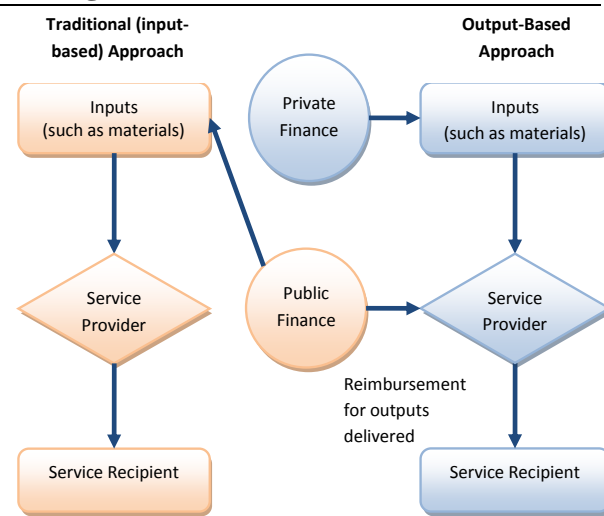 Traditional (input-
based) Approach
Output-Based
Approach
Inputs
(such as materials)
Private
Finance
Inputs
(such as materials)
Service
Provider
Public
Finance
Service
Provider
Reimbursement
for outputs
delivered
Service Recipient
Service Recipient